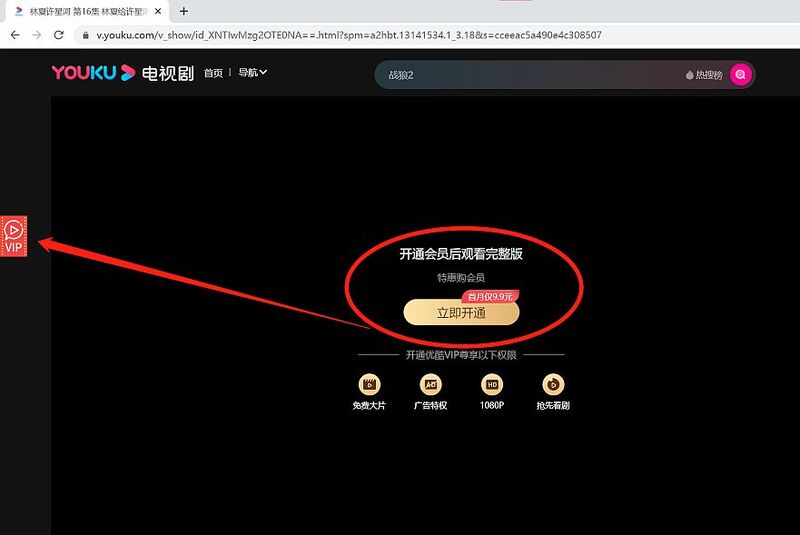 林夏许星河 第16集 林夏给许星河
v.youku.com/v_show/id_XNTIwMzg2OTE0NA==.html?spm=a2hbt.13141534.1_3.18&s=cceeac5a490e4c308507
YOUKU 电视剧 首页 | 导航 战狼2 热搜榜
VIP
开通会员后观看完整版
特惠购会员
首月仅9.9元
立即开通
开通优酷VIP尊享以下权限
AD HD
免费大片 广告特权 1080P 抢先看剧